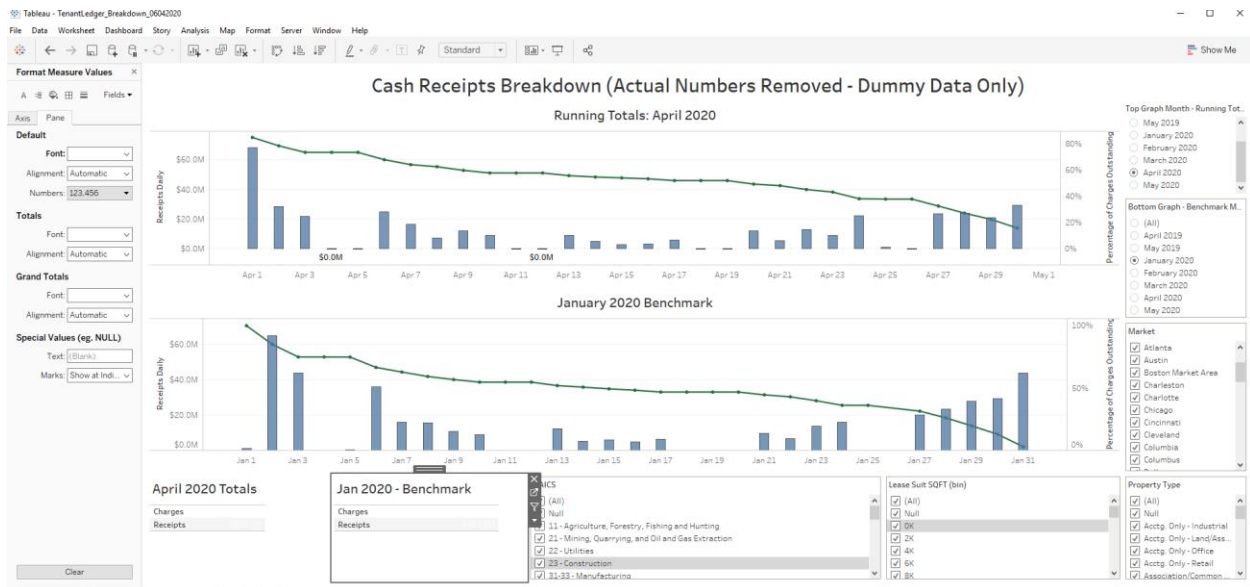 Tableau - TenantLedger_Breakdown_06042020
File Data Worksheet Dashboard Story Analysis Map Format Server Window Help
Standard
Show Me
Format Measure Values
Fields
Axis Pane
Default
Font:
Alignment: Automatic
Numbers: 123,456
Totals
Font:
Alignment: Automatic
Grand Totals
Font:
Alignment: Automatic
Special Values (eg. NULL)
Text: (Blank)
Marks: Show at Indi...
Clear
Cash Receipts Breakdown (Actual Numbers Removed - Dummy Data Only)
Running Totals: April 2020
Receipts Daily
$60.0M
$40.0M
$20.0M
$0.0M
$0.0M $0.0M
80%
60%
40%
20%
0%
Percentage of Charges Outstanding
Apr 1 Apr 3 Apr 5 Apr 7 Apr 9 Apr 11 Apr 13 Apr 15 Apr 17 Apr 19 Apr 21 Apr 23 Apr 25 Apr 27 Apr 29 May 1
January 2020 Benchmark
Receipts Daily
$60.0M
$40.0M
$20.0M
$0.0M
100%
50%
0%
Percentage of Charges Outstanding
Jan 1 Jan 3 Jan 5 Jan 7 Jan 9 Jan 11 Jan 13 Jan 15 Jan 17 Jan 19 Jan 21 Jan 23 Jan 25 Jan 27 Jan 29 Jan 31
April 2020 Totals
Charges
Receipts
Jan 2020 - Benchmark
Charges
Receipts
AICS
(All)
Null
11 - Agriculture, Forestry, Fishing and Hunting
21 - Mining, Quarrying, and Oil and Gas Extraction
22 - Utilities
23 - Construction
31-33 - Manufacturing
Lease Suit SQFT (bin)
(All)
Null
0K
2K
4K
6K
8K
Top Graph Month - Running Tot..
May 2019
January 2020
February 2020
March 2020
April 2020
May 2020
Bottom Graph - Benchmark M..
(All)
April 2019
May 2019
January 2020
February 2020
March 2020
April 2020
May 2020
Market
Atlanta
Austin
Boston Market Area
Charleston
Charlotte
Chicago
Cincinnati
Cleveland
Columbia
Columbus
Property Type
(All)
Null
Acctg. Only - Industrial
Acctg. Only - Land/Ass...
Acctg. Only - Office
Acctg. Only - Retail
Association/Common ...